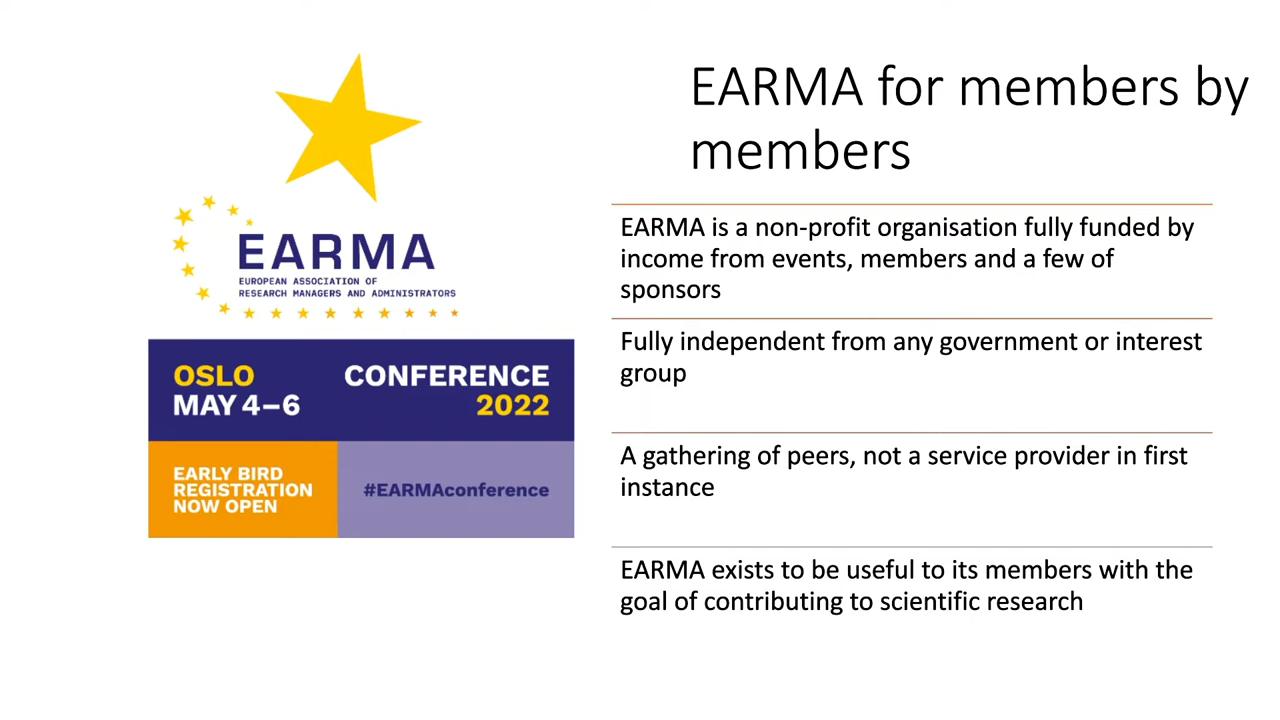 EARMA for members by
members
EARMA
EUROPEAN ASSOCIATION OF
RESEARCH MANAGERS AND ADMINISTRATORS
OSLO
MAY 4–6
CONFERENCE
2022
EARLY BIRD
REGISTRATION
NOW OPEN
#EARMAconference
EARMA is a non-profit organisation fully funded by
income from events, members and a few of
sponsors
Fully independent from any government or interest
group
A gathering of peers, not a service provider in first
instance
EARMA exists to be useful to its members with the
goal of contributing to scientific research